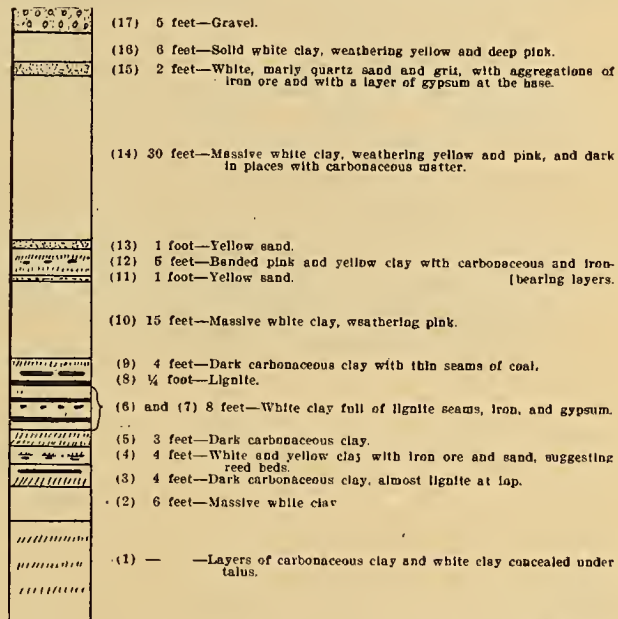 (17) 5 feet—Gravel.
(16) 6 feet—Solid white clay, weathering yellow and deep pink.
(15) 2 feet—White, marly quartz sand and grit, with aggregations of
iron ore and with a layer of gypsum at the base.
(14) 30 feet—Massive white clay, weathering yellow and pink, and dark
in places with carbonaceous matter.
(13) 1 foot—Yellow sand.
(12) 5 feet—Banded pink and yellow clay with carbonaceous and iron-
(11) 1 foot—Yellow sand. [bearing layers.
(10) 15 feet—Massive white clay, weathering pink.
(9) 4 feet—Dark carbonaceous clay with thin seams of coal.
(8) ¼ foot—Lignite.
(6) and (7) 8 feet—White clay full of lignite seams, iron, and gypsum.
(5) 3 feet—Dark carbonaceous clay.
(4) 4 feet—White and yellow clay with iron ore and sand, suggesting
reed beds.
(3) 4 feet—Dark carbonaceous clay, almost lignite at top.
(2) 6 feet—Massive white clay
(1) — —Layers of carbonaceous clay and white clay concealed under
talus.